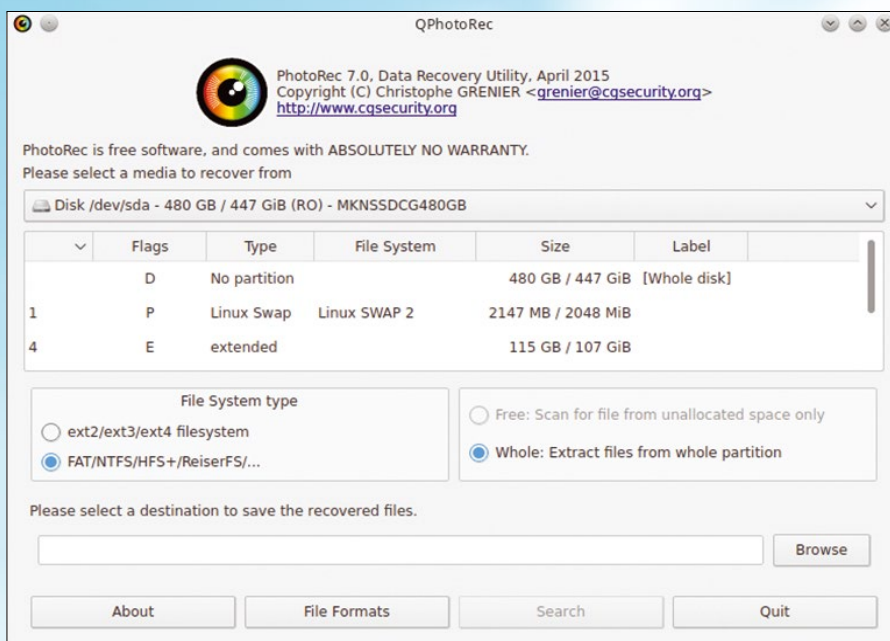 QPhotoRec
PhotoRec 7.0, Data Recovery Utility, April 2015
Copyright (C) Christophe GRENIER <grenier@cgsecurity.org>
http://www.cgsecurity.org
PhotoRec is free software, and comes with ABSOLUTELY NO WARRANTY.
Please select a media to recover from
Disk /dev/sda - 480 GB / 447 GiB (RO) - MKNSSDCG480GB
Flags Type File System Size Label
D No partition 480 GB / 447 GiB [Whole disk]
1 P Linux Swap Linux SWAP 2 2147 MB / 2048 MiB
4 E extended 115 GB / 107 GiB
File System type
ext2/ext3/ext4 filesystem
FAT/NTFS/HFS+/ReiserFS/...
Free: Scan for file from unallocated space only
Whole: Extract files from whole partition
Please select a destination to save the recovered files.
Browse
About File Formats Search Quit